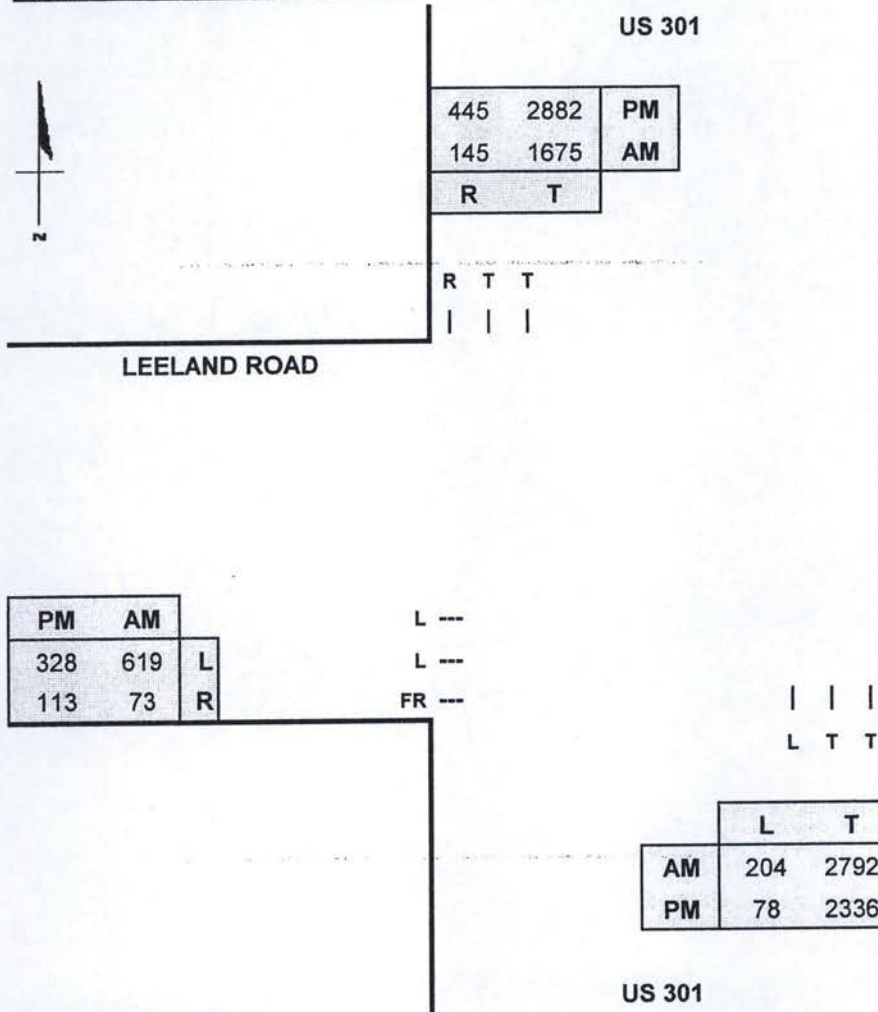 US 301
445 2882 PM
145 1675 AM
R T
N
R T T
LEELAND ROAD
PM AM
328 619 L
113 73 R
L ---
L ---
FR ---
L T T
L T
AM 204 2792
PM 78 2336
US 301